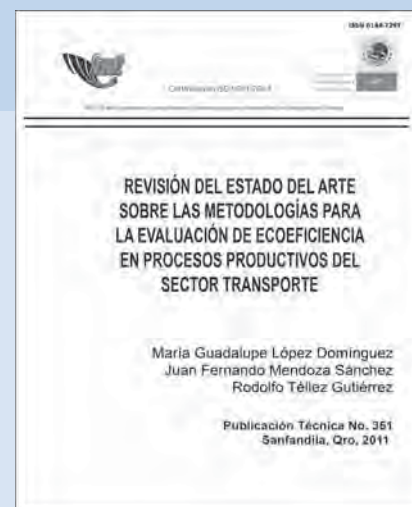 REVISIÓN DEL ESTADO DEL ARTE
SOBRE LAS METODOLOGÍAS PARA
LA EVALUACIÓN DE ECOEFICIENCIA
EN PROCESOS PRODUCTIVOS DEL
SECTOR TRANSPORTE
María Guadalupe López Domínguez
Juan Fernando Mendoza Sánchez
Rodolfo Téllez Gutiérrez
Publicación Técnica No. 351
Sanfandila, Qro, 2011